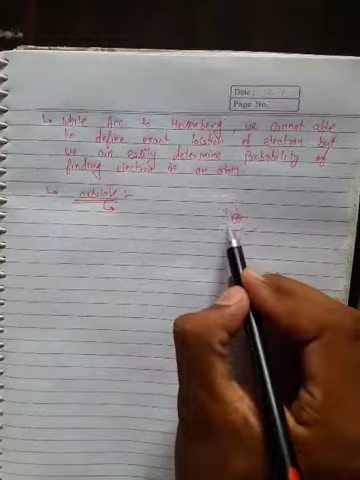 Date:
Page No.
↳ While Acc to Heisenberg, we cannot able
to define exact location of electron but
we can easily determine Probability of
finding electron in an atom
↳ orbitals :-